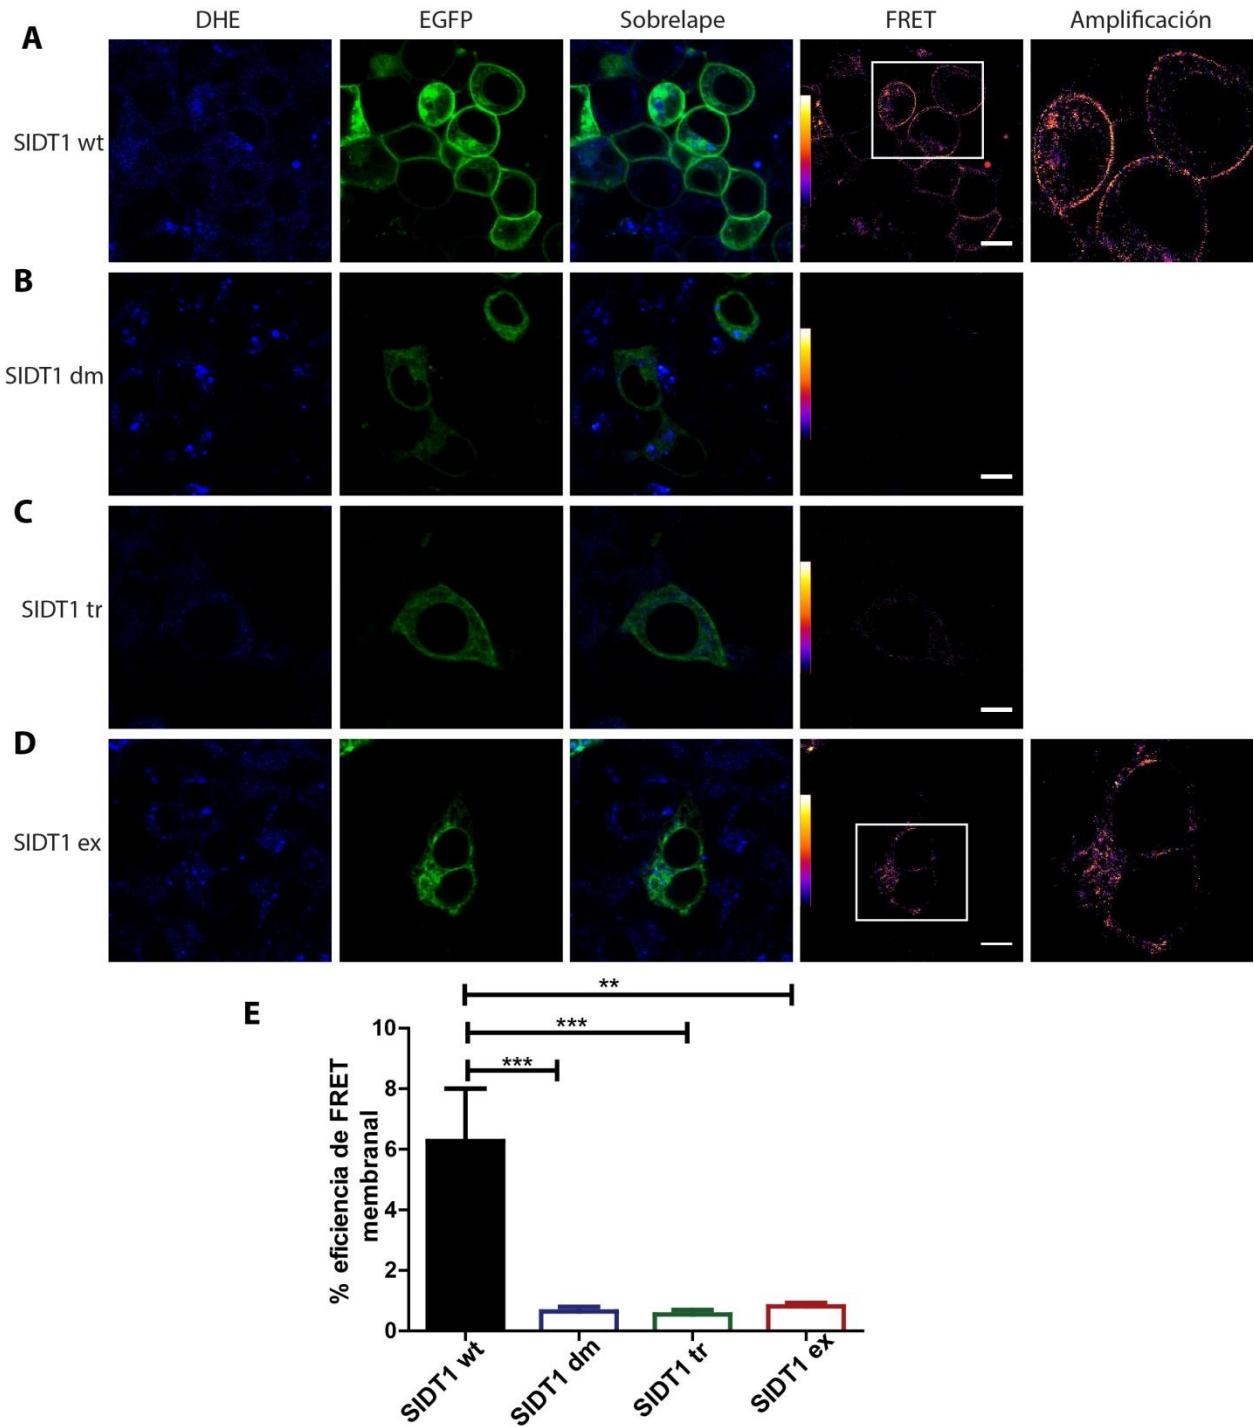 DHE EGFP Sobrelape FRET Amplificación
A
SIDT1 wt
B
SIDT1 dm
C
SIDT1 tr
D
SIDT1 ex
E
**
***
***
% eficiencia de FRET
membranal
10
8
6
4
2
0
SIDT1 wt
SIDT1 dm
SIDT1 tr
SIDT1 ex